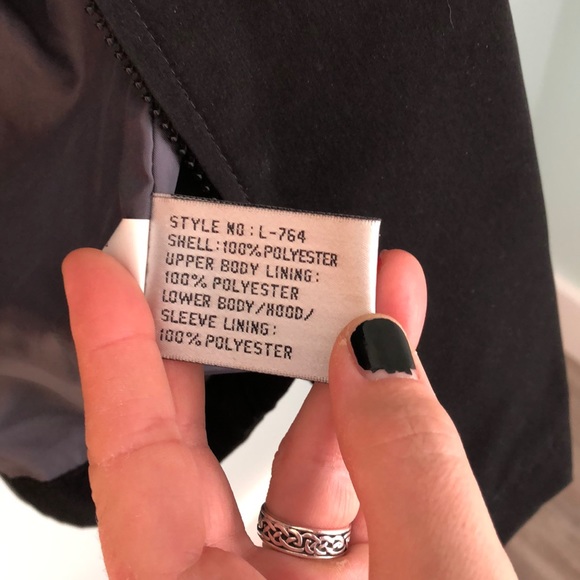 STYLE NO:L-764
SHELL:100%POLYESTER
UPPER BODY LINING:
100% POLYESTER
LOWER BODY/HOOD/
SLEEVE LINING:
100% POLYESTER